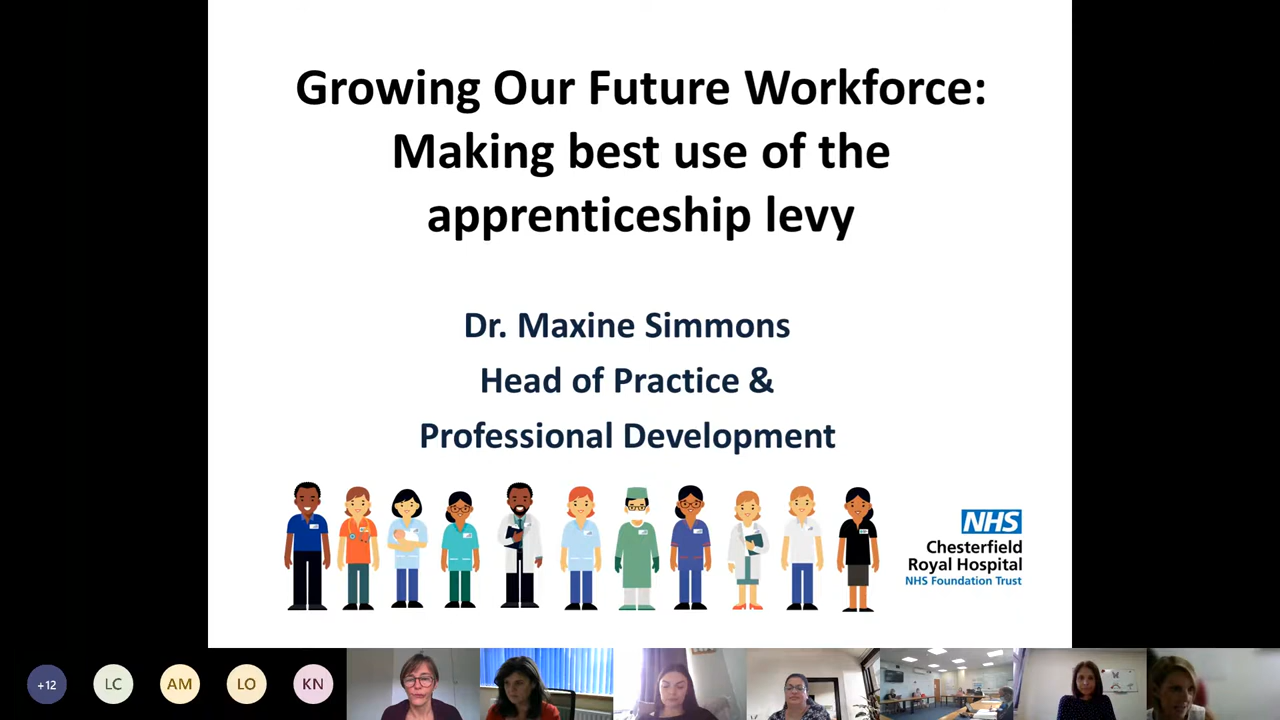 Growing Our Future Workforce:
Making best use of the
apprenticeship levy
Dr. Maxine Simmons
Head of Practice &
Professional Development
NHS
Chesterfield
Royal Hospital
NHS Foundation Trust
+12
LC
AM
LO
KN